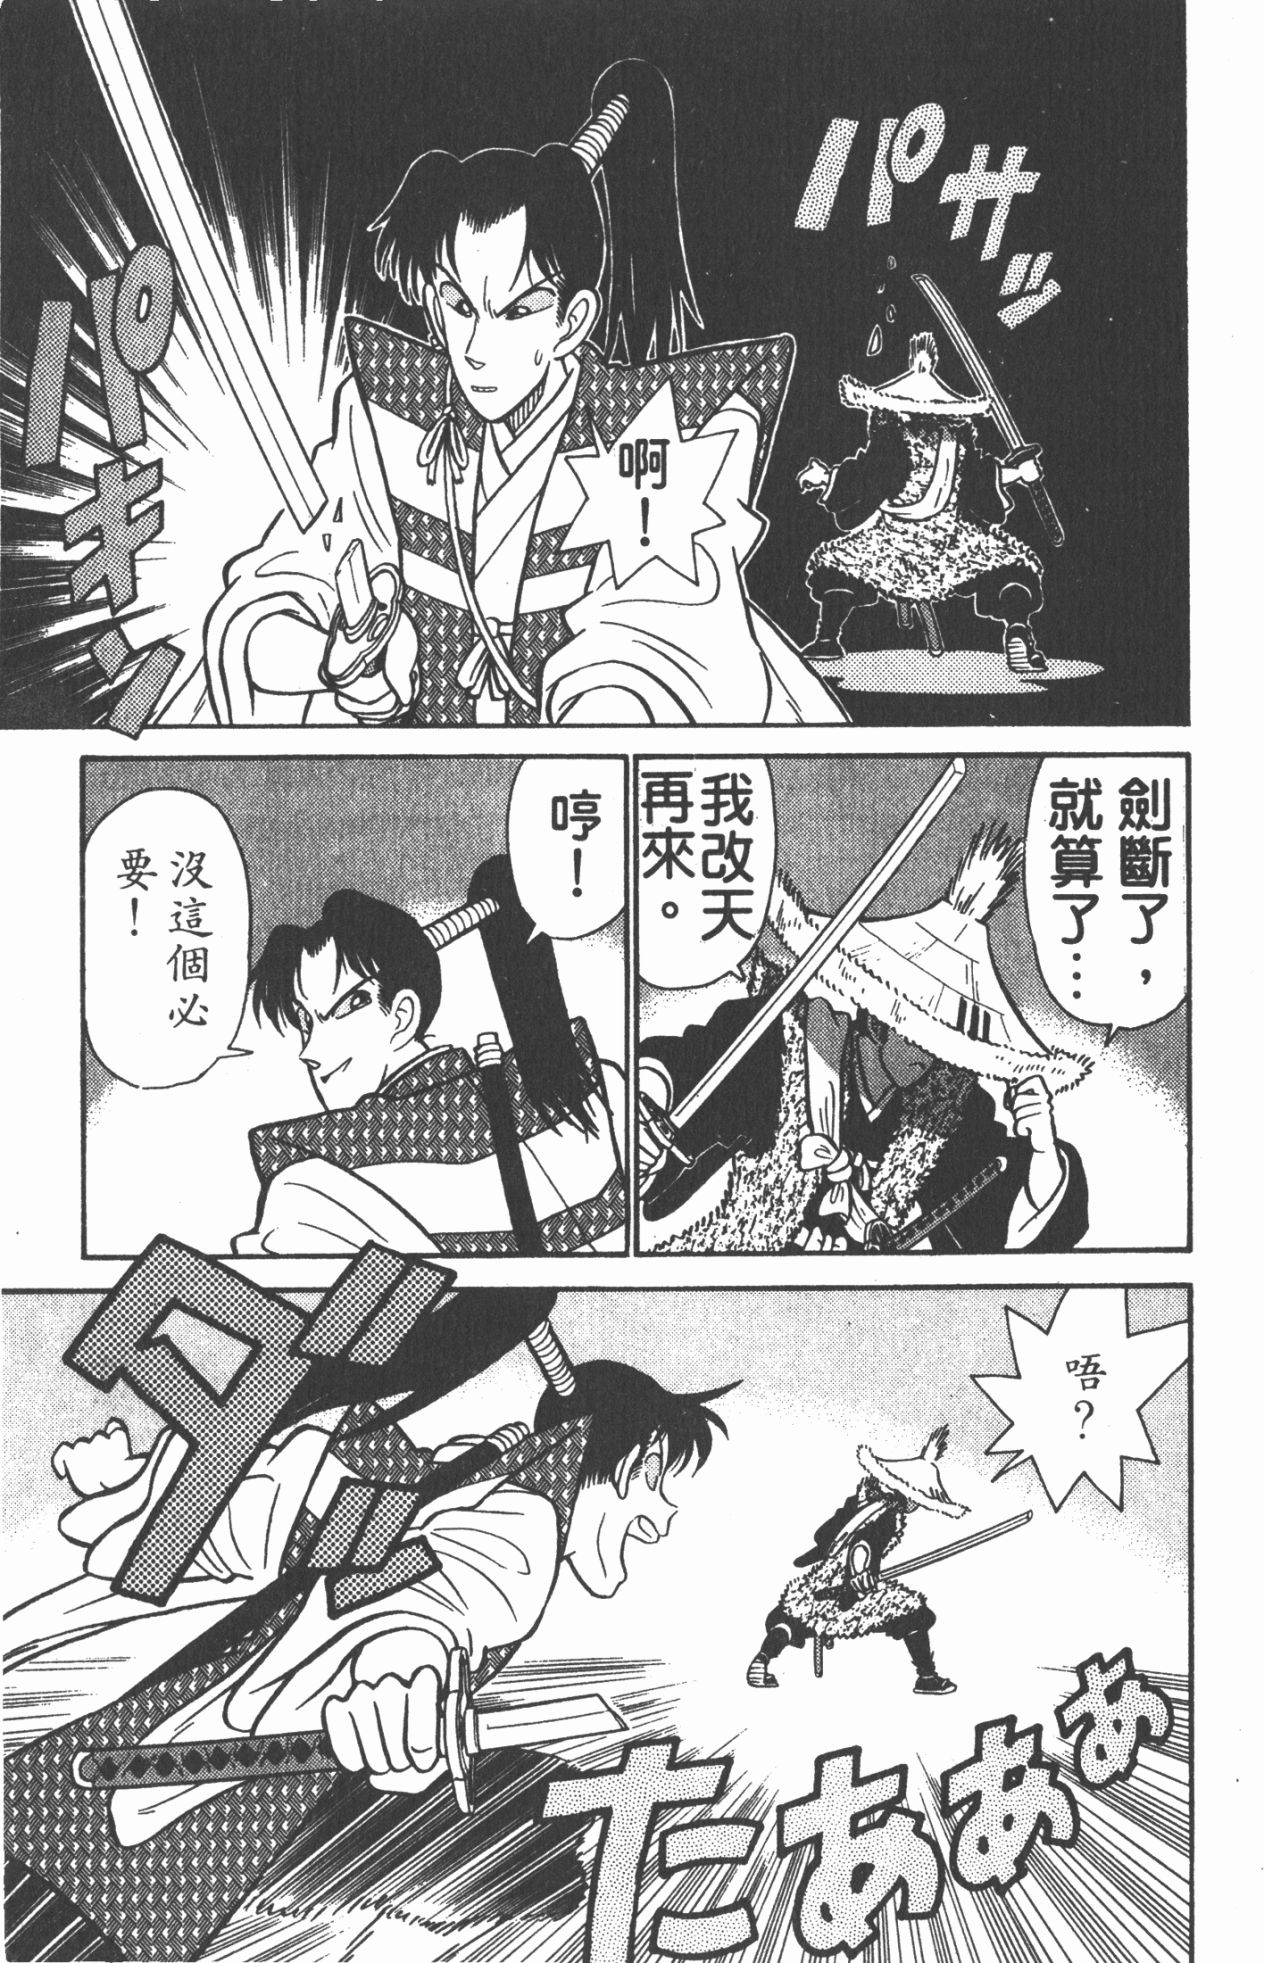 パサッ
啊！
パキン
劍斷了，
就算了…
我改天
再來。
哼！
沒這個必
要！
唔？
ダッ
たあああ